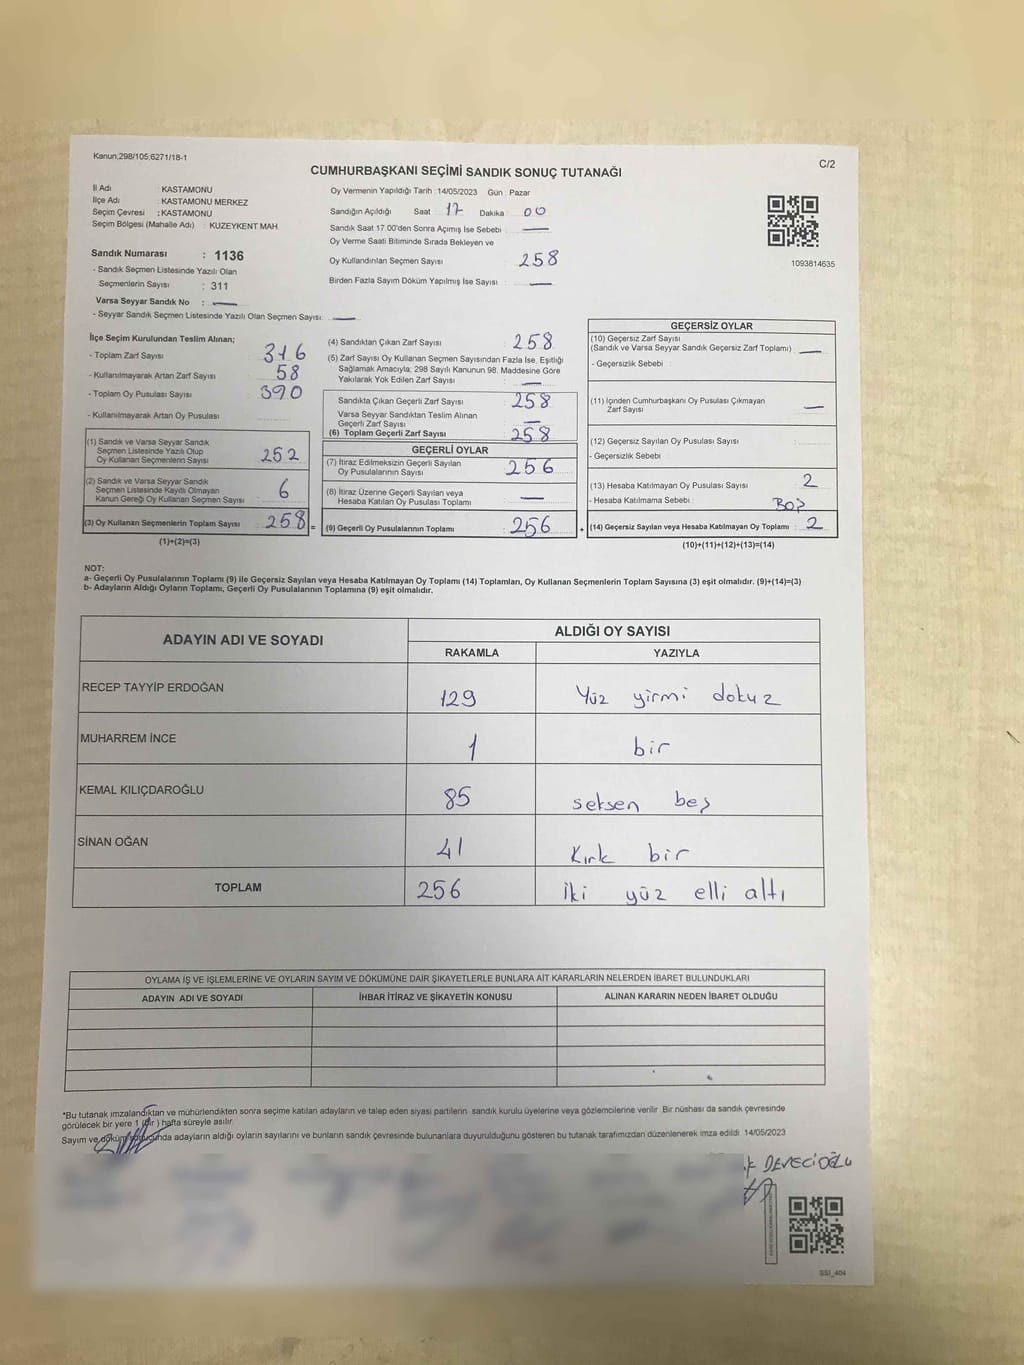 Kanun,298/105;6271/18-1
C/2
CUMHURBAŞKANI SEÇİMİ SANDIK SONUÇ TUTANAĞI
İl Adı : KASTAMONU
İlçe Adı : KASTAMONU MERKEZ
Seçim Çevresi : KASTAMONU
Seçim Bölgesi (Mahalle Adı) : KUZEYKENT MAH.
Sandık Numarası : 1136
- Sandık Seçmen Listesinde Yazılı Olan
Seçmenlerin Sayısı : 311
Varsa Seyyar Sandık No : —
- Seyyar Sandık Seçmen Listesinde Yazılı Olan Seçmen Sayısı: —
Oy Vermenin Yapıldığı Tarih :14/05/2023 Gün : Pazar
Sandığın Açıldığı Saat 17 Dakika : 00
Sandık Saat 17.00'den Sonra Açımış İse Sebebi : —
Oy Verme Saati Bitiminde Sırada Bekleyen ve
Oy Kullandırılan Seçmen Sayısı : 258
Birden Fazla Sayım Döküm Yapılmış İse Sayısı : —
1093814635
İlçe Seçim Kurulundan Teslim Alınan;
- Toplam Zarf Sayısı : 316
- Kullanılmayarak Artan Zarf Sayısı : 58
- Toplam Oy Pusulası Sayısı : 390
- Kullanılmayarak Artan Oy Pusulası :
(1) Sandık ve Varsa Seyyar Sandık
Seçmen Listesinde Yazılı Olup
Oy Kullanan Seçmenlerin Sayısı : 252
(2) Sandık ve Varsa Seyyar Sandık
Seçmen Listesinde Kayıtlı Olmayan
Kanun Gereği Oy Kullanan Seçmen Sayısı : 6
(3) Oy Kullanan Seçmenlerin Toplam Sayısı : 258 =
(1)+(2)=(3)
(4) Sandıktan Çıkan Zarf Sayısı : 258
(5) Zarf Sayısı Oy Kullanan Seçmen Sayısından Fazla İse, Eşitliği
Sağlamak Amacıyla; 298 Sayılı Kanunun 98. Maddesine Göre
Yakılarak Yok Edilen Zarf Sayısı : —
Sandıkta Çıkan Geçerli Zarf Sayısı : 258
Varsa Seyyar Sandıktan Teslim Alınan
Geçerli Zarf Sayısı : —
(6) Toplam Geçerli Zarf Sayısı : 258
GEÇERLİ OYLAR
(7) İtiraz Edilmeksizin Geçerli Sayılan
Oy Pusulalarının Sayısı : 256
(8) İtiraz Üzerine Geçerli Sayılan veya
Hesaba Katılan Oy Pusulası Toplamı : —
(9) Geçerli Oy Pusulalarının Toplamı : 256 +
GEÇERSİZ OYLAR
(10) Geçersiz Zarf Sayısı
(Sandık ve Varsa Seyyar Sandık Geçersiz Zarf Toplamı) : —
- Geçersizlik Sebebi :
(11) İçinden Cumhurbaşkanı Oy Pusulası Çıkmayan
Zarf Sayısı : —
(12) Geçersiz Sayılan Oy Pusulası Sayısı :
- Geçersizlik Sebebi :
(13) Hesaba Katılmayan Oy Pusulası Sayısı : 2
- Hesaba Katılmama Sebebi : BOŞ
(14) Geçersiz Sayılan veya Hesaba Katılmayan Oy Toplamı : 2
(10)+(11)+(12)+(13)=(14)
NOT:
a- Geçerli Oy Pusulalarının Toplamı (9) ile Geçersiz Sayılan veya Hesaba Katılmayan Oy Toplamı (14) Toplamları, Oy Kullanan Seçmenlerin Toplam Sayısına (3) eşit olmalıdır. (9)+(14)=(3)
b- Adayların Aldığı Oyların Toplamı, Geçerli Oy Pusulalarının Toplamına (9) eşit olmalıdır.
ADAYIN ADI VE SOYADI ALDIĞI OY SAYISI
RAKAMLA YAZIYLA
RECEP TAYYİP ERDOĞAN 129 Yüz yirmi dokuz
MUHARREM İNCE 1 bir
KEMAL KILIÇDAROĞLU 85 seksen beş
SİNAN OĞAN 41 Kırk bir
TOPLAM 256 İki yüz elli altı
OYLAMA İŞ VE İŞLEMLERİNE VE OYLARIN SAYIM VE DÖKÜMÜNE DAİR ŞİKAYETLERLE BUNLARA AİT KARARLARIN NELERDEN İBARET BULUNDUKLARI
ADAYIN ADI VE SOYADI İHBAR İTİRAZ VE ŞİKAYETİN KONUSU ALINAN KARARIN NEDEN İBARET OLDUĞU
*Bu tutanak imzalandıktan ve mühürlendikten sonra seçime katılan adayların ve talep eden siyasi partilerin sandık kurulu üyelerine veya gözlemcilerine verilir. Bir nüshası da sandık çevresinde
görülecek bir yere 1 (bir) hafta süreyle asılır.
Sayım ve döküm sonucunda adayların aldığı oyların sayılarını ve bunların sandık çevresinde bulunanlara duyurulduğunu gösteren bu tutanak tarafımızdan düzenlenerek imza edildi. 14/05/2023
DEVECİOĞLU
SSI_404